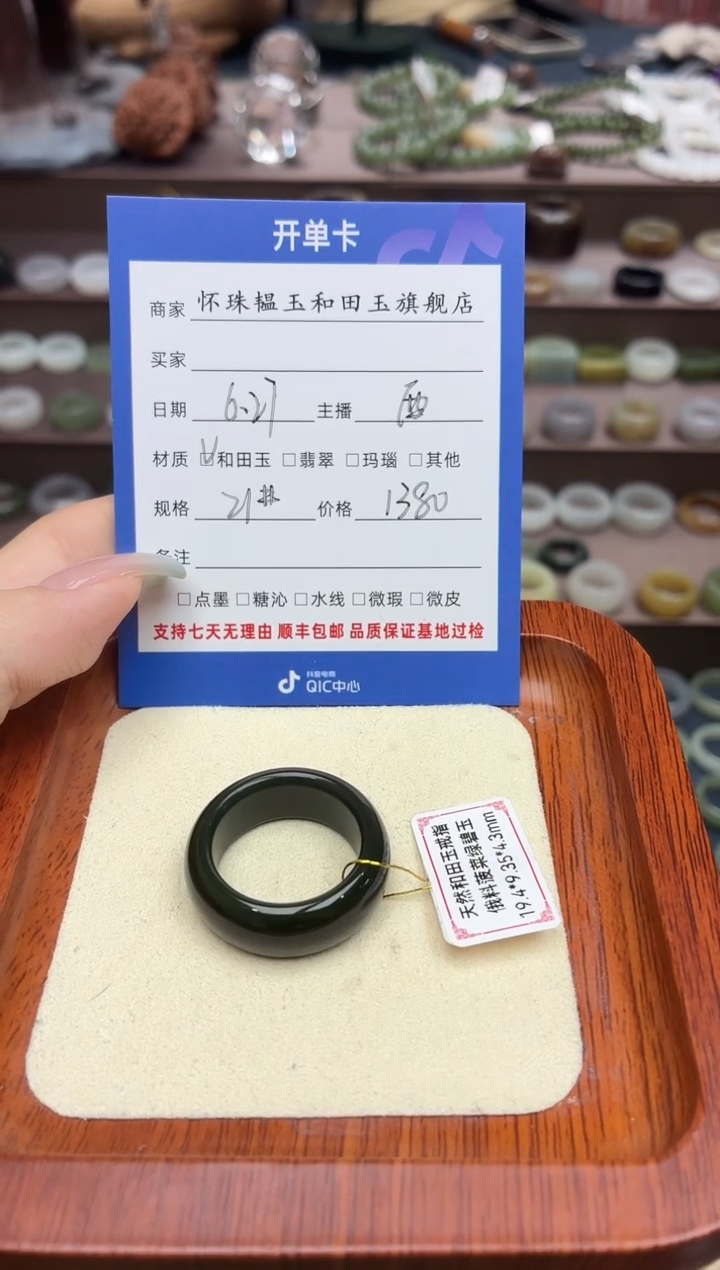 开单卡
商家 怀珠韫玉和田玉旗舰店
买家
日期 6.27 主播
材质 ☑和田玉 □翡翠 □玛瑙 □其他
规格 21# 价格 1380
备注
□点墨 □糖沁 □水线 □微瑕 □微皮
支持七天无理由 顺丰包邮 品质保证基地过检
抖音电商
QIC中心
天然和田玉戒指
俄料菠菜绿碧玉
19.4*9.35*4.3mm